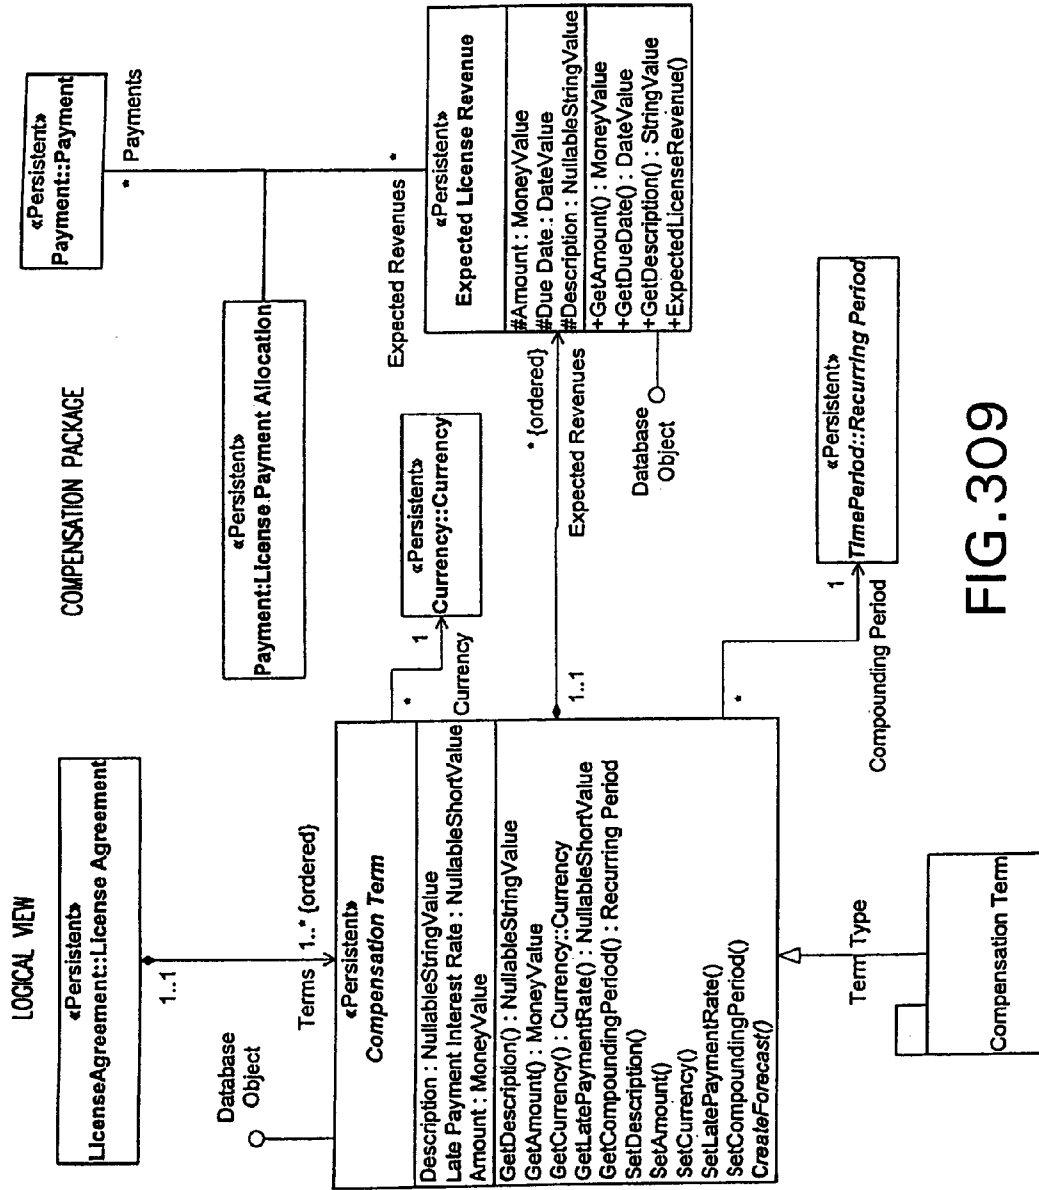 LOGICAL VIEW
COMPENSATION PACKAGE
«Persistent»
LicenseAgreement::License Agreement
1..1
Terms 1..* {ordered}
Database
Object
«Persistent»
Compensation Term
Description : NullableStringValue
Late Payment Interest Rate : NullableShortValue
Amount : MoneyValue
GetDescription() : NullableStringValue
GetAmount() : MoneyValue
GetCurrency() : Currency::Currency
GetLatePaymentRate() : NullableShortValue
GetCompoundingPeriod() : Recurring Period
SetDescription()
SetAmount()
SetCurrency()
SetLatePaymentRate()
SetCompoundingPeriod()
CreateForecast()
Term Type
Compensation Term
«Persistent»
Payment:License Payment Allocation
«Persistent»
Payment::Payment
* Payments
Expected Revenues *
*
1
Currency
«Persistent»
Currency::Currency
1..1
* {ordered}
Expected Revenues
«Persistent»
Expected License Revenue
#Amount : MoneyValue
#Due Date : DateValue
#Description : NullableStringValue
+GetAmount() : MoneyValue
+GetDueDate() : DateValue
+GetDescription() : StringValue
+ExpectedLicenseRevenue()
Database
Object
*
1
Compounding Period
«Persistent»
TimePeriod::Recurring Period
FIG.309